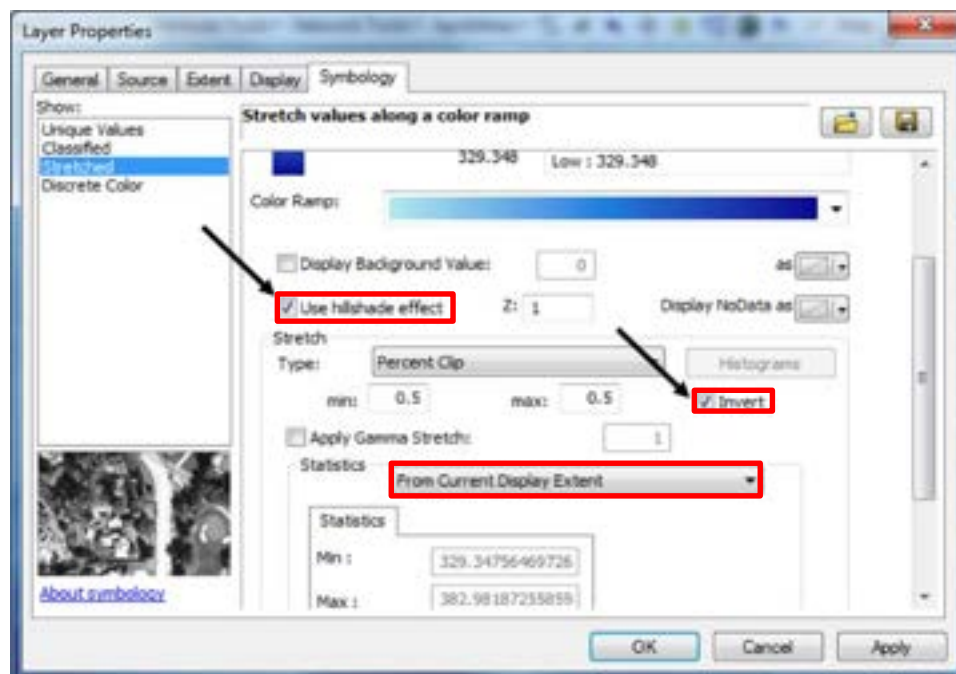 Layer Properties
General Source Extent Display Symbology
Show:
Unique Values
Classified
Stretched
Discrete Color
Stretch values along a color ramp
329.348 Low : 329.348
Color Ramp:
Display Background Value: 0 as
Use hillshade effect Z: 1 Display NoData as
Stretch
Type: Percent Clip Histograms
min: 0.5 max: 0.5 Invert
Apply Gamma Stretch: 1
Statistics
From Current Display Extent
Statistics
Min : 329.34756469726
Max : 382.98187255859
About symbology
OK Cancel Apply